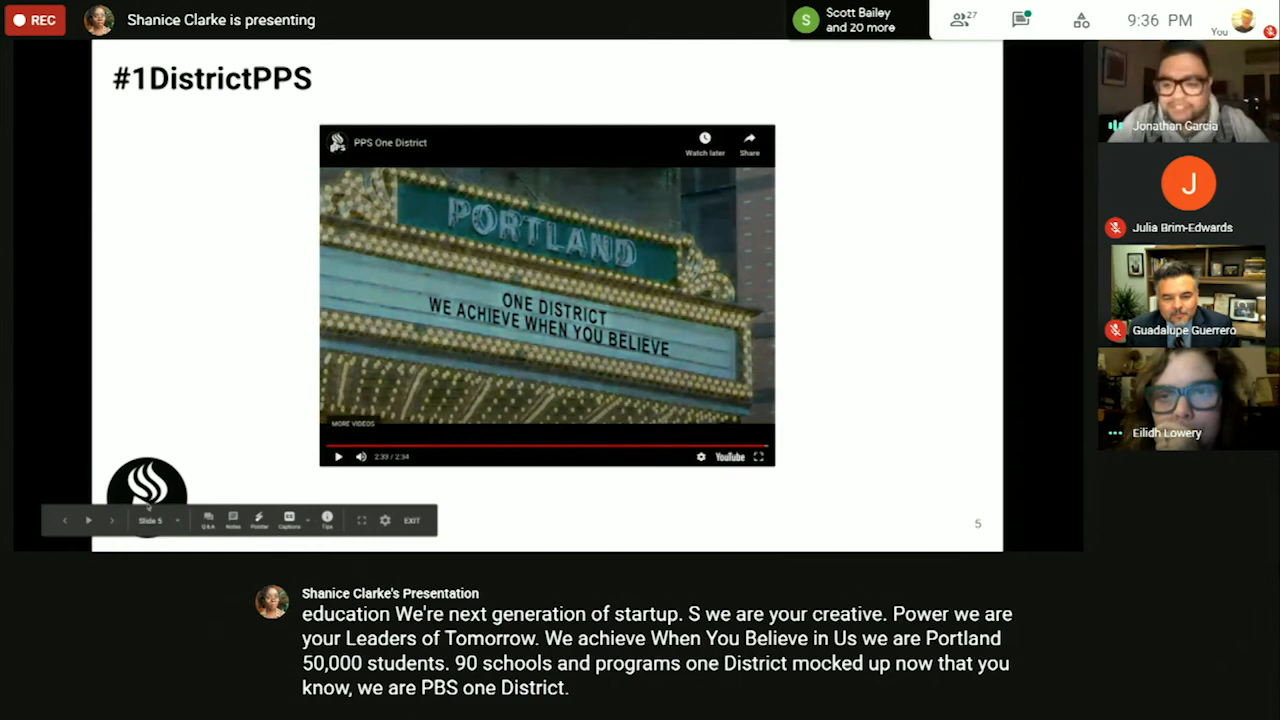 REC
Shanice Clarke is presenting
S
Scott Bailey
and 20 more
27
9:36 PM
You
#1DistrictPPS
PPS One District
Watch later
Share
PORTLAND
ONE DISTRICT
WE ACHIEVE WHEN YOU BELIEVE
MORE VIDEOS
2:33 / 2:34
YouTube
Slide 5
Q&A
Notes
Pointer
Captions
Tips
EXIT
5
Jonathan Garcia
J
Julia Brim-Edwards
Guadalupe Guerrero
Eilidh Lowery
Shanice Clarke's Presentation
education We're next generation of startup. S we are your creative. Power we are
your Leaders of Tomorrow. We achieve When You Believe in Us we are Portland
50,000 students. 90 schools and programs one District mocked up now that you
know, we are PBS one District.